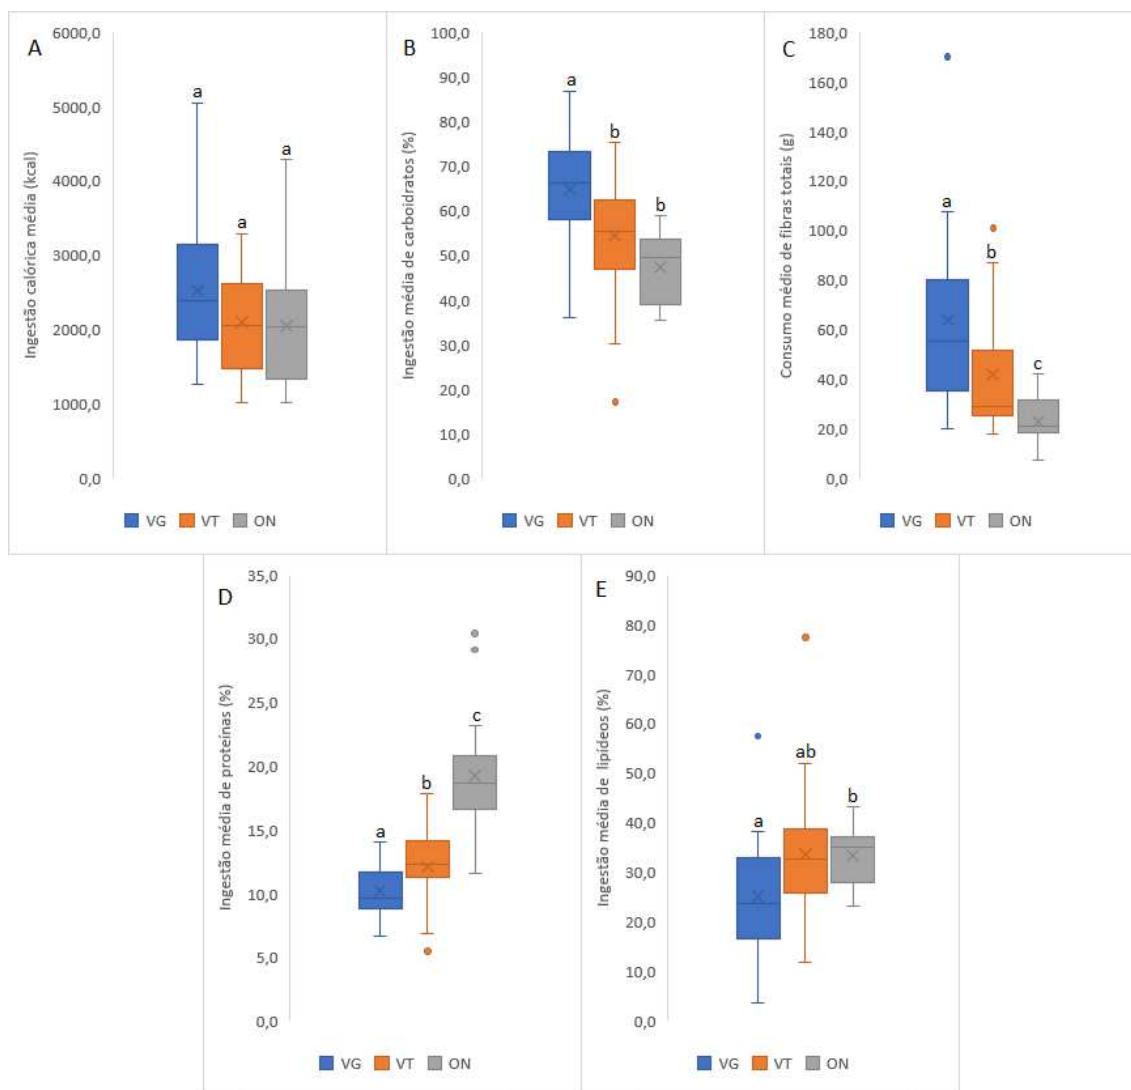 A
Ingestão calórica média (kcal)
6000,0
5000,0
4000,0
3000,0
2000,0
1000,0
0,0
a
a
a
VG VT ON
B
Ingestão média de carboidratos (%)
100,0
90,0
80,0
70,0
60,0
50,0
40,0
30,0
20,0
10,0
0,0
a
b
b
VG VT ON
C
Consumo médio de fibras totais (g)
180,0
160,0
140,0
120,0
100,0
80,0
60,0
40,0
20,0
0,0
a
b
c
VG VT ON
D
Ingestão média de proteínas (%)
35,0
30,0
25,0
20,0
15,0
10,0
5,0
0,0
a
b
c
VG VT ON
E
Ingestão média de lipídeos (%)
90,0
80,0
70,0
60,0
50,0
40,0
30,0
20,0
10,0
0,0
a
ab
b
VG VT ON